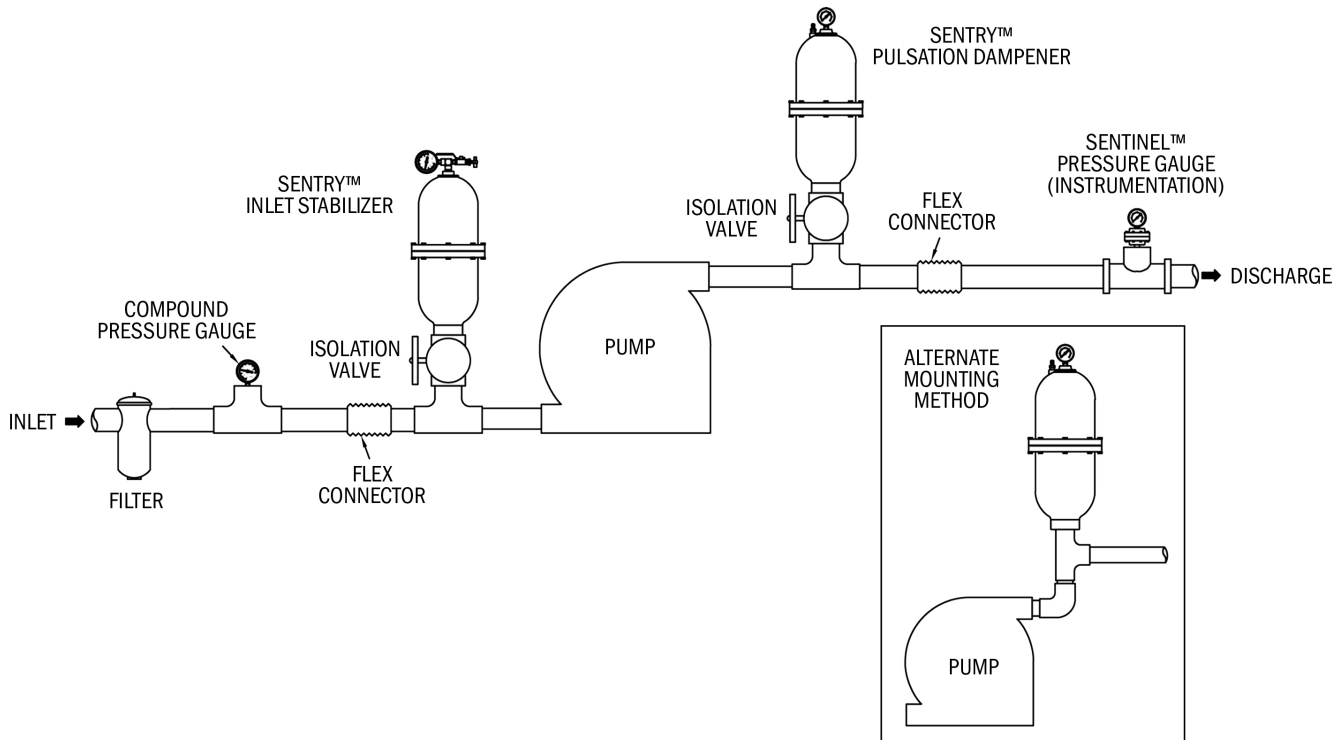 SENTRY™
PULSATION DAMPENER
SENTINEL™
PRESSURE GAUGE
(INSTRUMENTATION)
SENTRY™
INLET STABILIZER
ISOLATION
VALVE
FLEX
CONNECTOR
DISCHARGE
COMPOUND
PRESSURE GAUGE
ISOLATION
VALVE
PUMP
INLET
FLEX
CONNECTOR
FILTER
ALTERNATE
MOUNTING
METHOD
PUMP